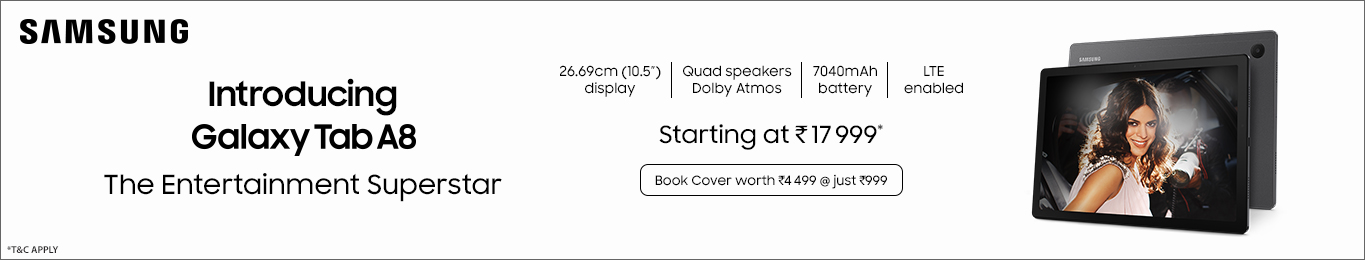 SAMSUNG
Introducing
Galaxy Tab A8
The Entertainment Superstar
26.69cm (10.5″)
display
Quad speakers
Dolby Atmos
7040mAh
battery
LTE
enabled
Starting at ₹ 17 999*
Book Cover worth ₹4 499 @ just ₹999
SAMSUNG
*T&C APPLY